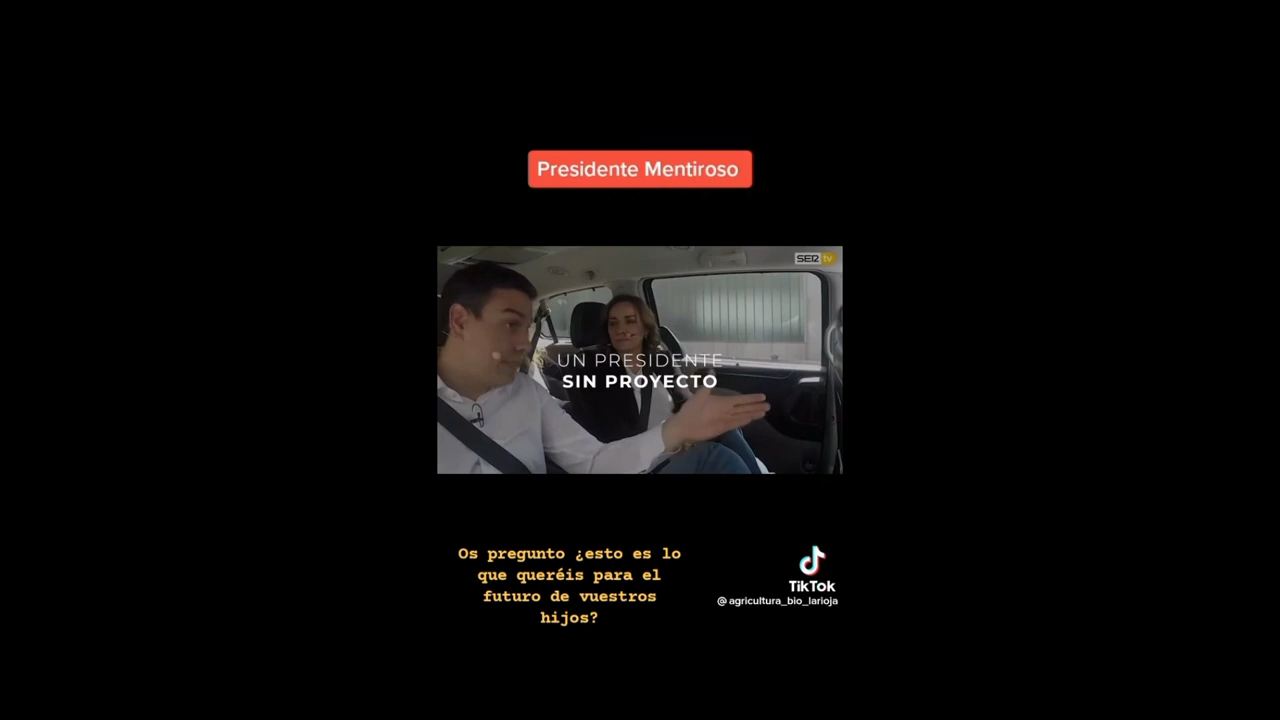 Presidente Mentiroso
SER tv
UN PRESIDENTE
SIN PROYECTO
Os pregunto ¿esto es lo
que queréis para el
futuro de vuestros
hijos?
TikTok
@agricultura_bio_larioja